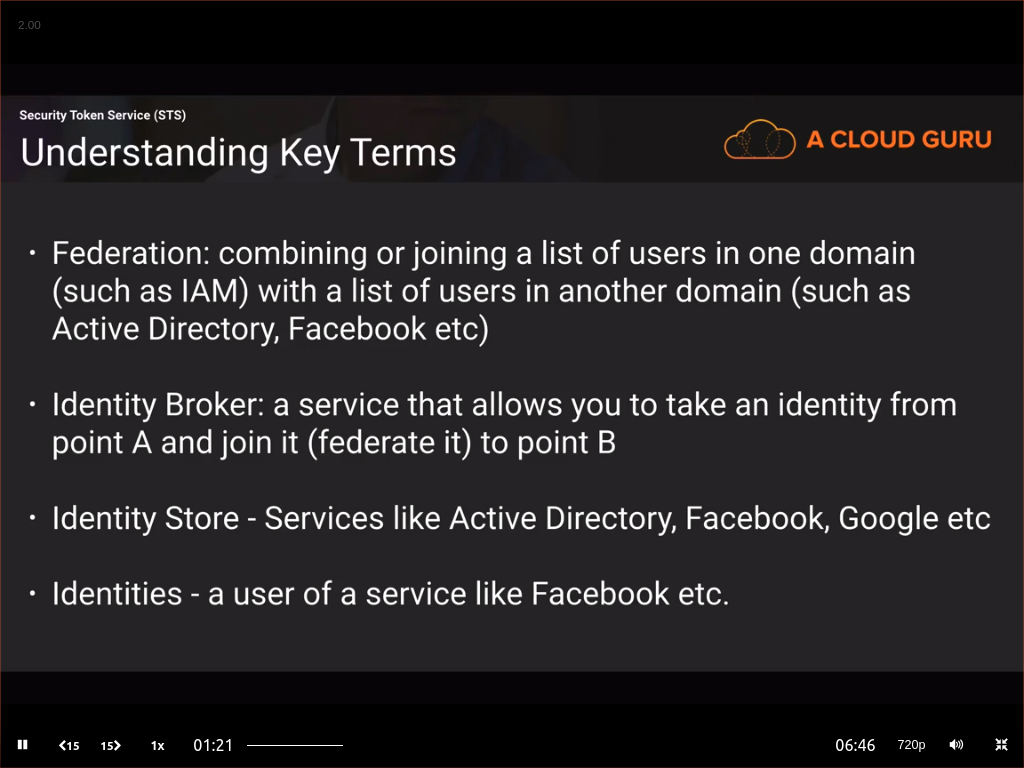 2.00
Security Token Service (STS)
Understanding Key Terms
A CLOUD GURU
· Federation: combining or joining a list of users in one domain
(such as IAM) with a list of users in another domain (such as
Active Directory, Facebook etc)
· Identity Broker: a service that allows you to take an identity from
point A and join it (federate it) to point B
· Identity Store - Services like Active Directory, Facebook, Google etc
· Identities - a user of a service like Facebook etc.
15 15 1x 01:21 06:46 720p